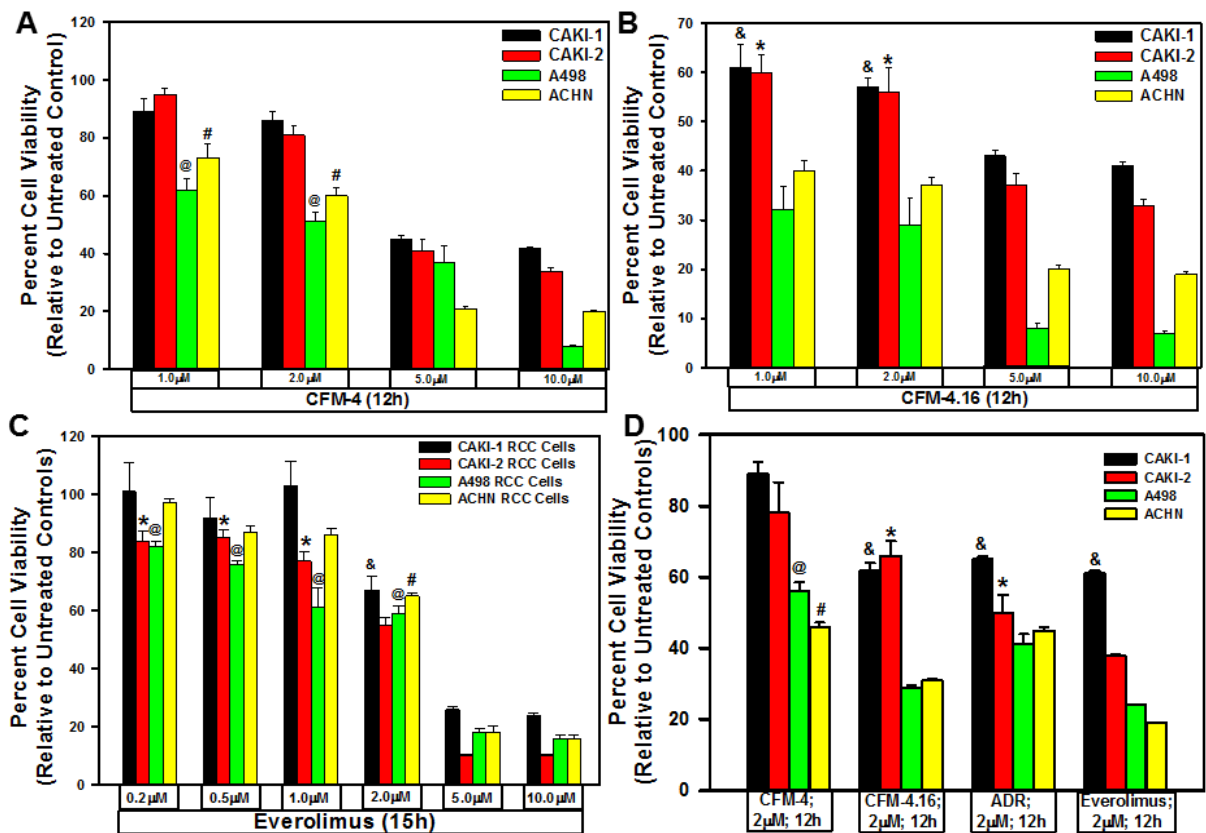 A
Percent Cell Viability
(Relative to Untreated Control)
120
100
80
60
40
20
0
CAKI-1
CAKI-2
A498
ACHN
@
#
@
#
1.0µM
2.0µM
5.0µM
10.0µM
CFM-4 (12h)
B
Percent Cell Viability
(Relative to Untreated Control)
70
60
50
40
30
20
10
0
CAKI-1
CAKI-2
A498
ACHN
&
*
&
*
1.0µM
2.0µM
5.0µM
10.0µM
CFM-4.16 (12h)
C
Percent Cell Viability
(Relative to Untreated Controls)
120
100
80
60
40
20
0
CAKI-1 RCC Cells
CAKI-2 RCC Cells
A498 RCC Cells
ACHN RCC Cells
*
@
*
@
*
@
&
@
#
0.2µM
0.5µM
1.0µM
2.0µM
5.0µM
10.0µM
Everolimus (15h)
D
Percent Cell Viability
(Relative to Untreated Controls)
100
80
60
40
20
0
CAKI-1
CAKI-2
A498
ACHN
@
#
&
*
&
*
&
CFM-4;
2µM; 12h
CFM-4.16;
2µM; 12h
ADR;
2µM; 12h
Everolimus;
2µM; 12h